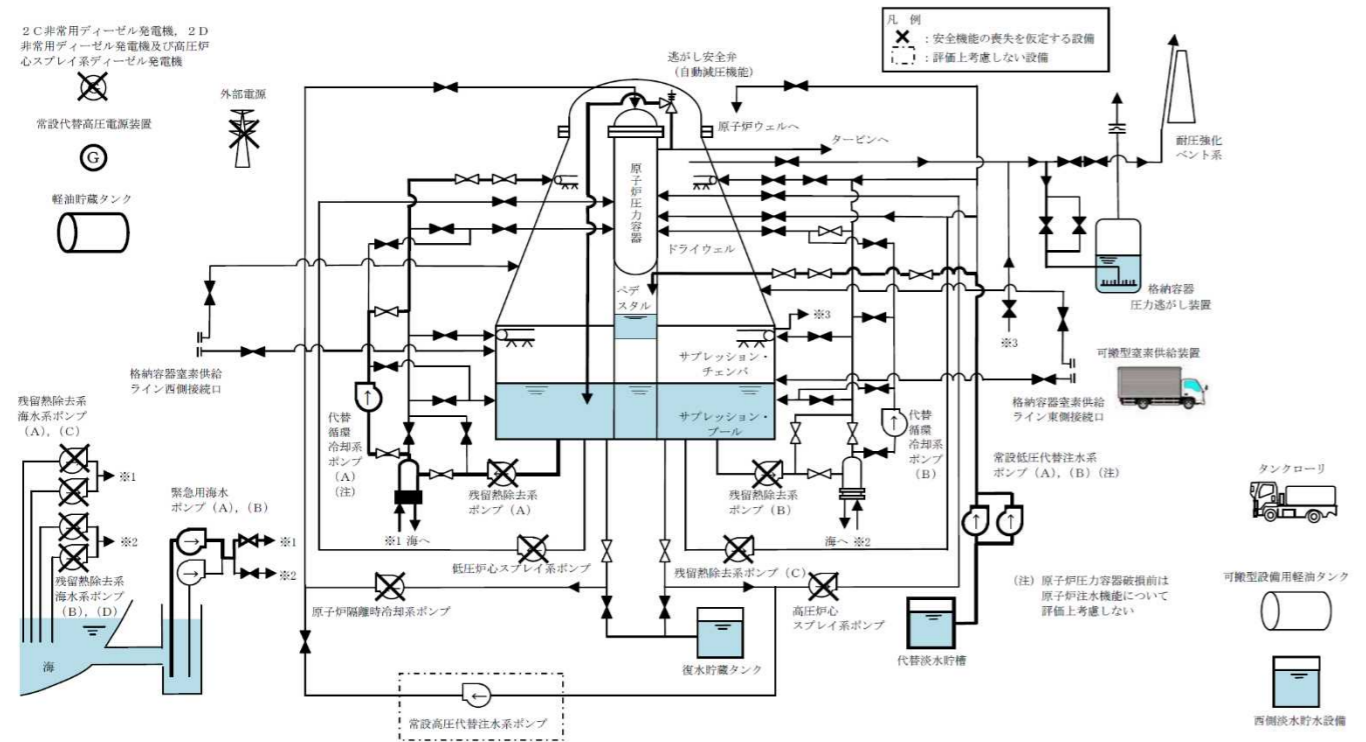 2C非常用ディーゼル発電機，2D
非常用ディーゼル発電機及び高圧炉
心スプレイ系ディーゼル発電機
外部電源
常設代替高圧電源装置
G
軽油貯蔵タンク
逃がし安全弁
（自動減圧機能）
凡　例
：安全機能の喪失を仮定する設備
：評価上考慮しない設備
原子炉ウェルへ
タービンへ
耐圧強化
ベント系
原子炉圧力容器
ドライウェル
ペデ
スタル
格納容器
圧力逃がし装置
※3
※3
サプレッション・
チェンバ
可搬型窒素供給装置
格納容器窒素供給
ライン西側接続口
格納容器窒素供給
ライン東側接続口
サプレッション・
プール
残留熱除去系
海水系ポンプ
（A），（C）
代替
循環
冷却系
ポンプ
（A）
（注）
代替
循環
冷却系
ポンプ
（B）
常設低圧代替注水系
ポンプ（A），（B）（注）
タンクローリ
※1
緊急用海水
ポンプ（A），（B）
残留熱除去系
ポンプ（A）
残留熱除去系
ポンプ（B）
※2
※1
※2
※1 海へ
海へ ※2
低圧炉心スプレイ系ポンプ
残留熱除去系ポンプ（C）
残留熱除去系
海水系ポンプ
（B），（D）
原子炉隔離時冷却系ポンプ
高圧炉心
スプレイ系ポンプ
（注）原子炉圧力容器破損前は
原子炉注水機能について
評価上考慮しない
可搬型設備用軽油タンク
海
復水貯蔵タンク
代替淡水貯槽
常設高圧代替注水系ポンプ
西側淡水貯水設備